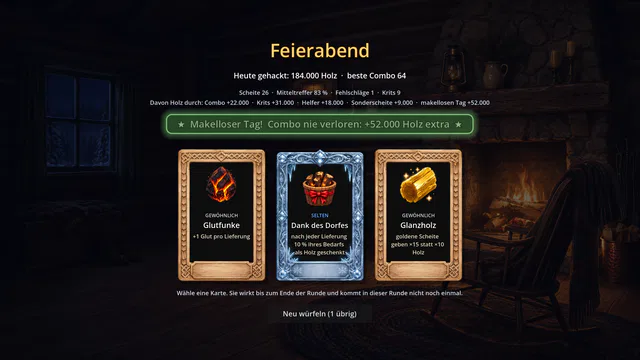 Feierabend
Heute gehackt: 184.000 Holz · beste Combo 64
Scheite 26 · Mitteltreffer 83 % · Fehlschläge 1 · Krits 9
Davon Holz durch: Combo +22.000 · Krits +31.000 · Helfer +18.000 · Sonderscheite +9.000 · makellosen Tag +52.000
★ Makelloser Tag! Combo nie verloren: +52.000 Holz extra ★
GEWÖHNLICH
Glutfunke
+1 Glut pro Lieferung
SELTEN
Dank des Dorfes
nach jeder Lieferung
10 % ihres Bedarfs
als Holz geschenkt
GEWÖHNLICH
Glanzholz
goldene Scheite
geben +15 statt +10
Holz
Wähle eine Karte. Sie wirkt bis zum Ende der Runde und kommt in dieser Runde nicht noch einmal.
Neu würfeln (1 übrig)